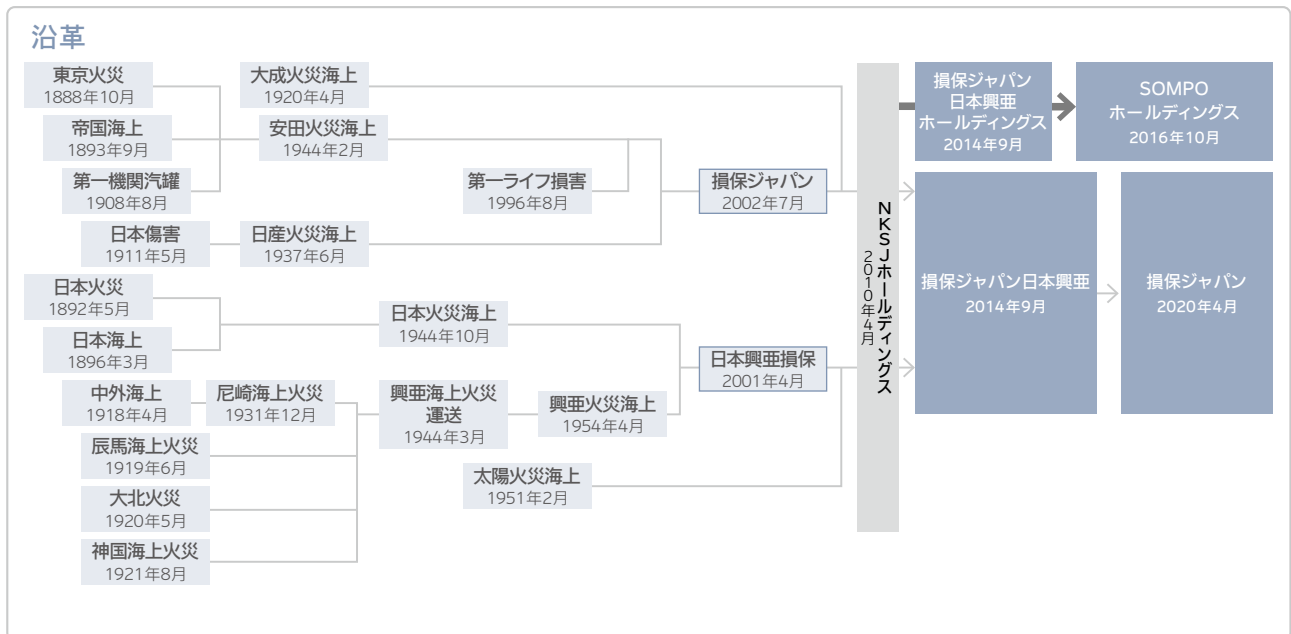 沿革
東京火災
1888年10月
帝国海上
1893年9月
第一機関汽罐
1908年8月
日本傷害
1911年5月
大成火災海上
1920年4月
安田火災海上
1944年2月
日産火災海上
1937年6月
第一ライフ損害
1996年8月
損保ジャパン
2002年7月
日本火災
1892年5月
日本海上
1896年3月
日本火災海上
1944年10月
中外海上
1918年4月
尼崎海上火災
1931年12月
辰馬海上火災
1919年6月
大北火災
1920年5月
神国海上火災
1921年8月
興亜海上火災
運送
1944年3月
興亜火災海上
1954年4月
太陽火災海上
1951年2月
日本興亜損保
2001年4月
NKSJホールディングス
2010年4月
損保ジャパン
日本興亜
ホールディングス
2014年9月
SOMPO
ホールディングス
2016年10月
損保ジャパン日本興亜
2014年9月
損保ジャパン
2020年4月